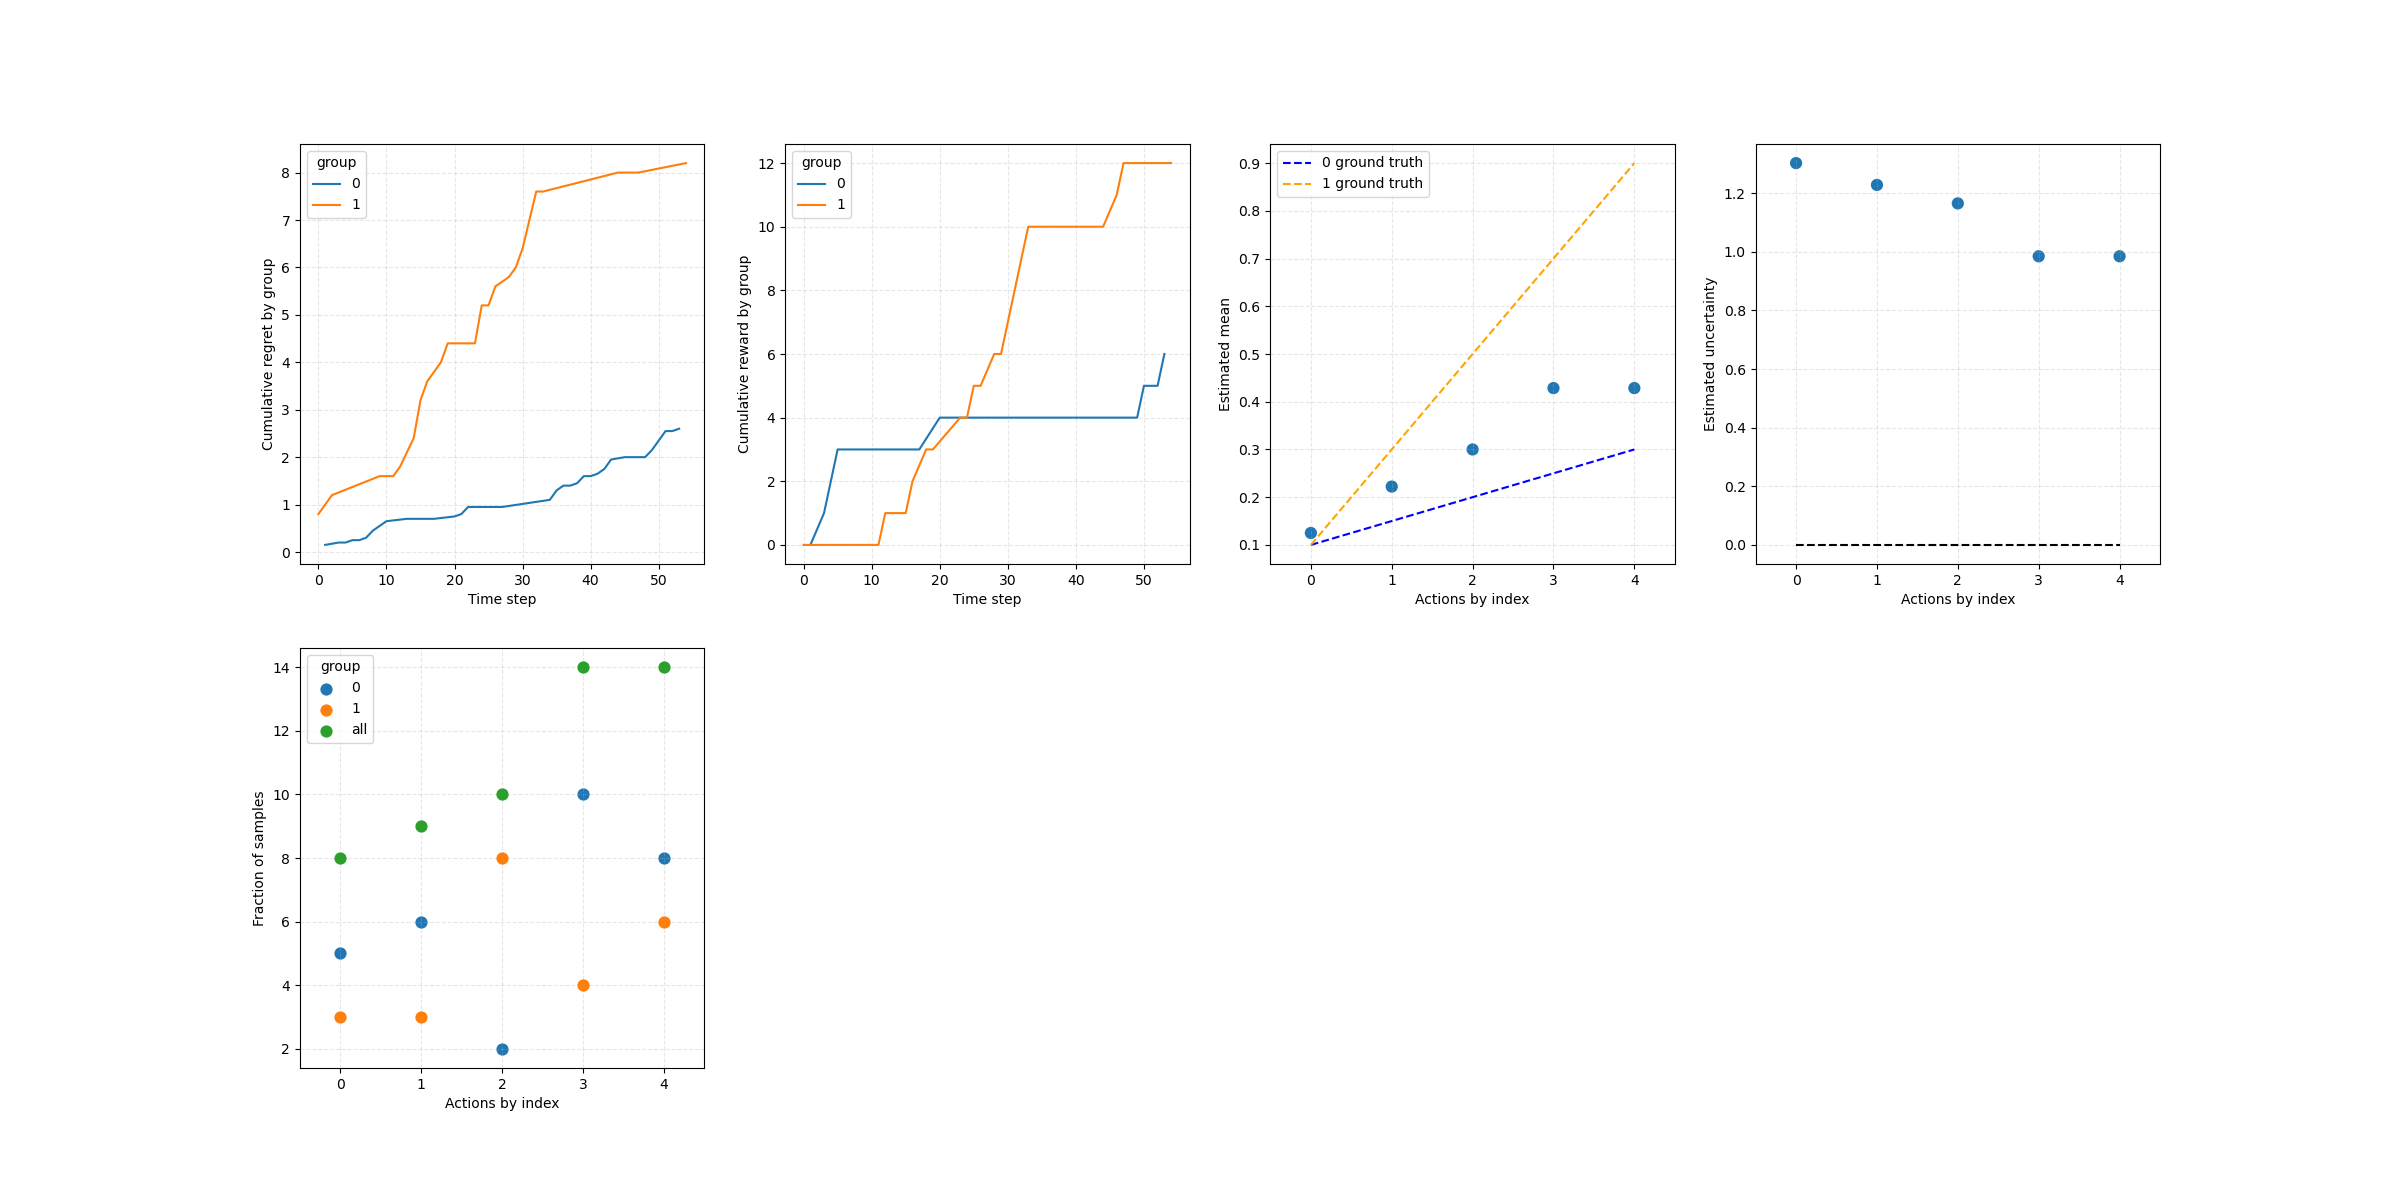 group
0
1
8
7
6
5
4
3
2
1
0
Cumulative regret by group
0 10 20 30 40 50
Time step
group
0
1
12
10
8
6
4
2
0
Cumulative reward by group
0 10 20 30 40 50
Time step
0 ground truth
1 ground truth
0.9
0.8
0.7
0.6
0.5
0.4
0.3
0.2
0.1
Estimated mean
0 1 2 3 4
Actions by index
1.2
1.0
0.8
0.6
0.4
0.2
0.0
Estimated uncertainty
0 1 2 3 4
Actions by index
group
0
1
all
14
12
10
8
6
4
2
Fraction of samples
0 1 2 3 4
Actions by index